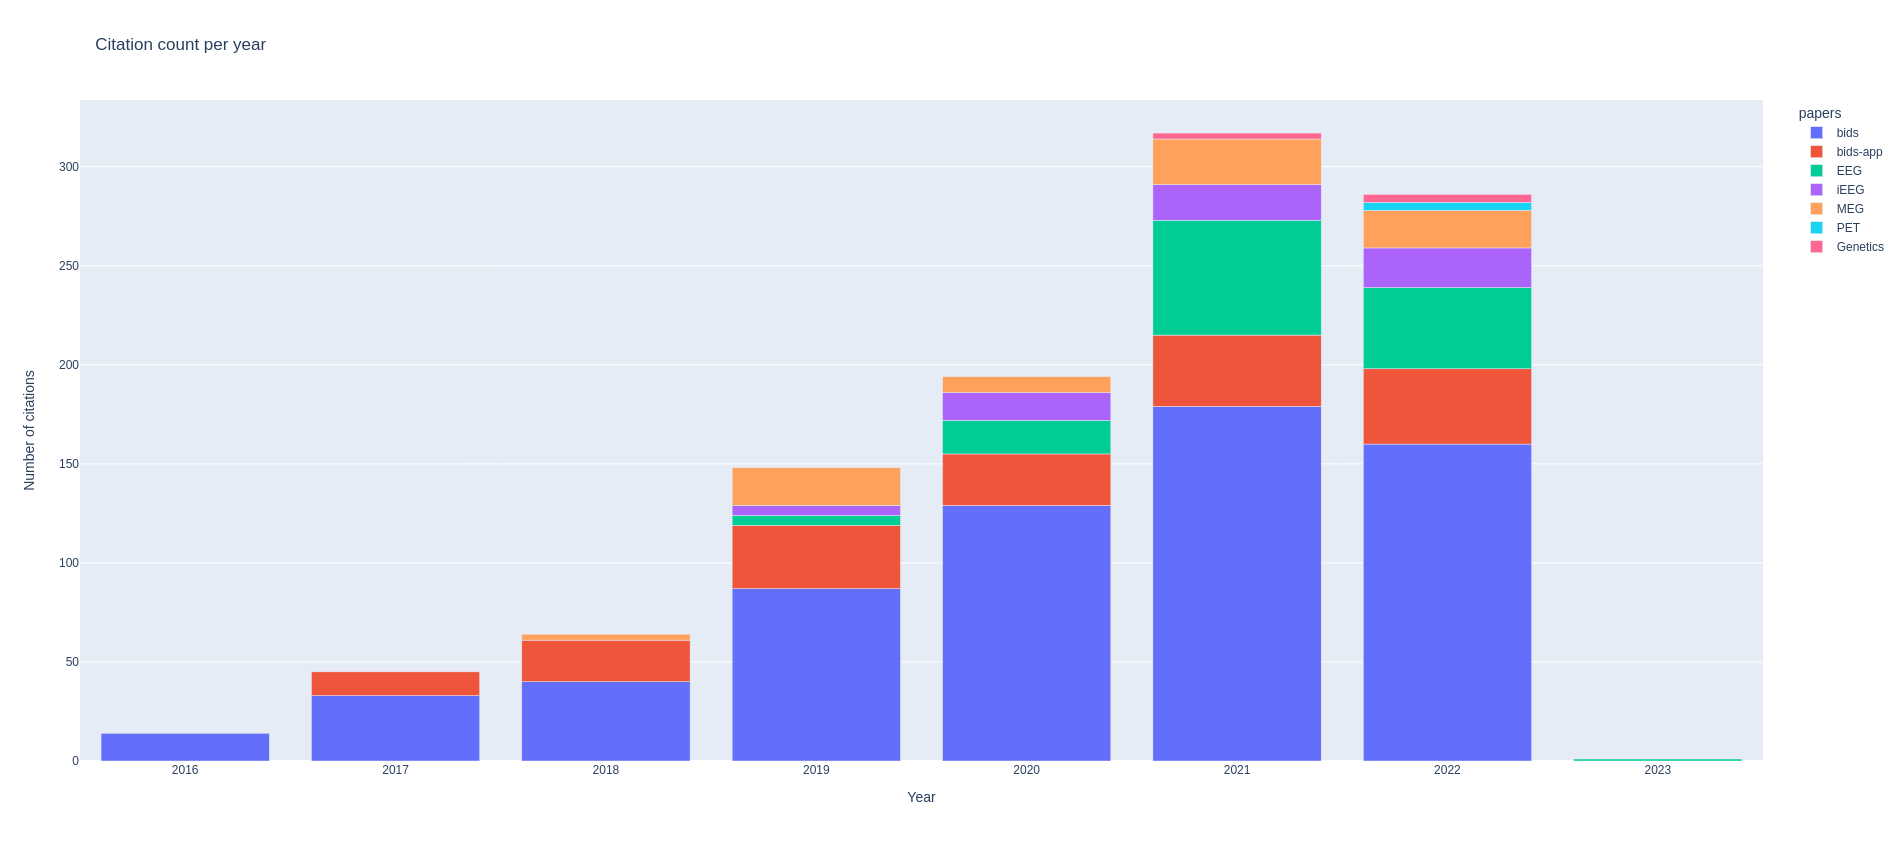 Citation count per year
papers
bids
bids-app
EEG
iEEG
MEG
PET
Genetics
Number of citations
300
250
200
150
100
50
0
2016 2017 2018 2019 2020 2021 2022 2023
Year